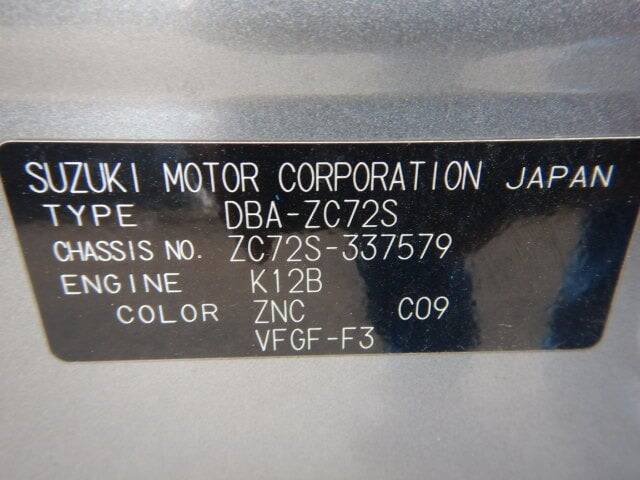 SUZUKI MOTOR CORPORATION JAPAN
TYPE DBA-ZC72S
CHASSIS NO. ZC72S-337579
ENGINE K12B
COLOR ZNC C09
VFGF-F3